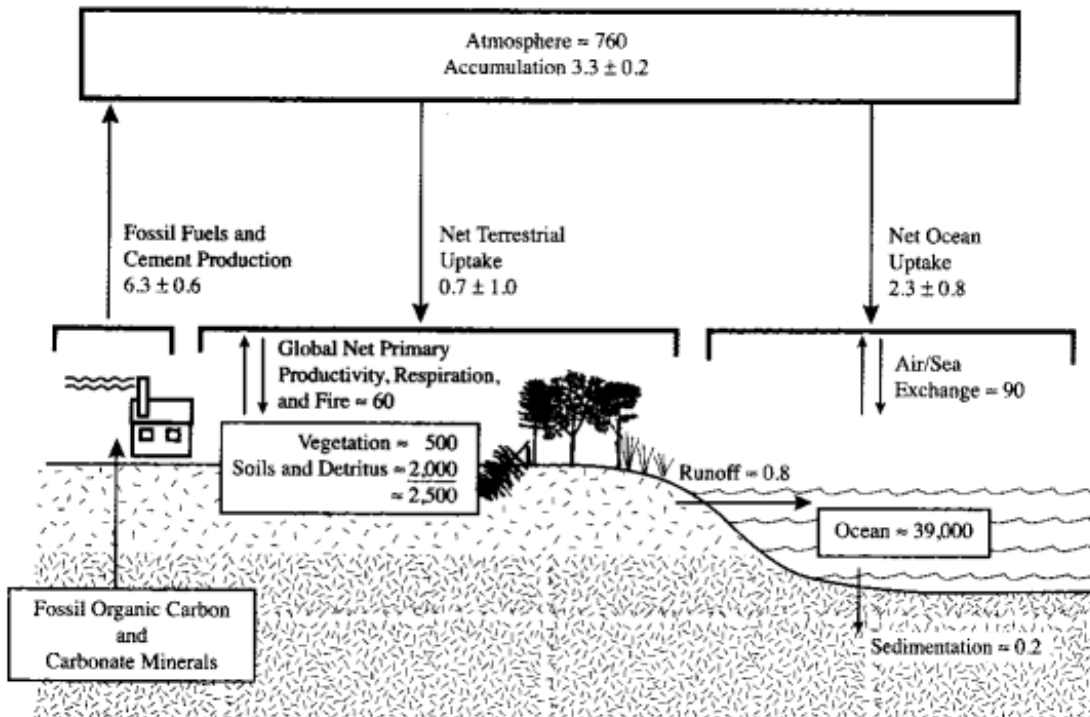 Atmosphere ≈ 760
Accumulation 3.3 ± 0.2
Fossil Fuels and
Cement Production
6.3 ± 0.6
Net Terrestrial
Uptake
0.7 ± 1.0
Net Ocean
Uptake
2.3 ± 0.8
Global Net Primary
Productivity, Respiration,
and Fire ≈ 60
Air/Sea
Exchange ≈ 90
Vegetation ≈ 500
Soils and Detritus ≈ 2,000
≈ 2,500
Runoff ≈ 0.8
Ocean ≈ 39,000
Fossil Organic Carbon
and
Carbonate Minerals
Sedimentation ≈ 0.2